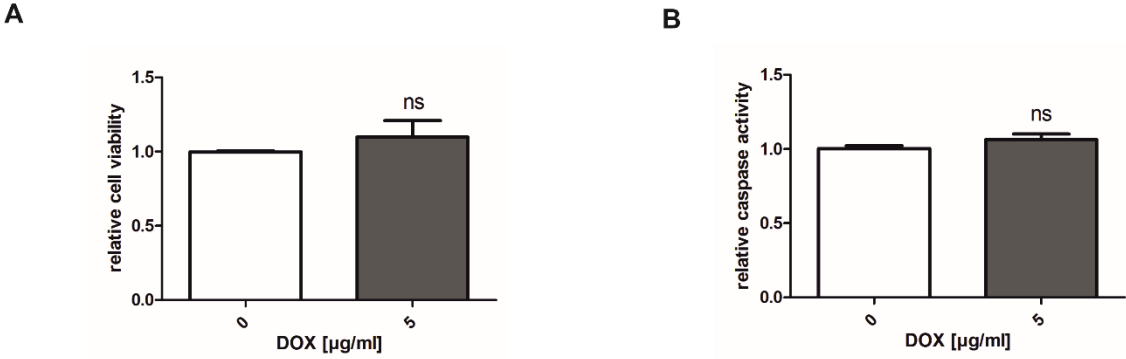 A
relative cell viability
1.5
1.0
0.5
0.0
ns
0
5
DOX [µg/ml]
B
relative caspase activity
1.5
1.0
0.5
0.0
ns
0
5
DOX [µg/ml]